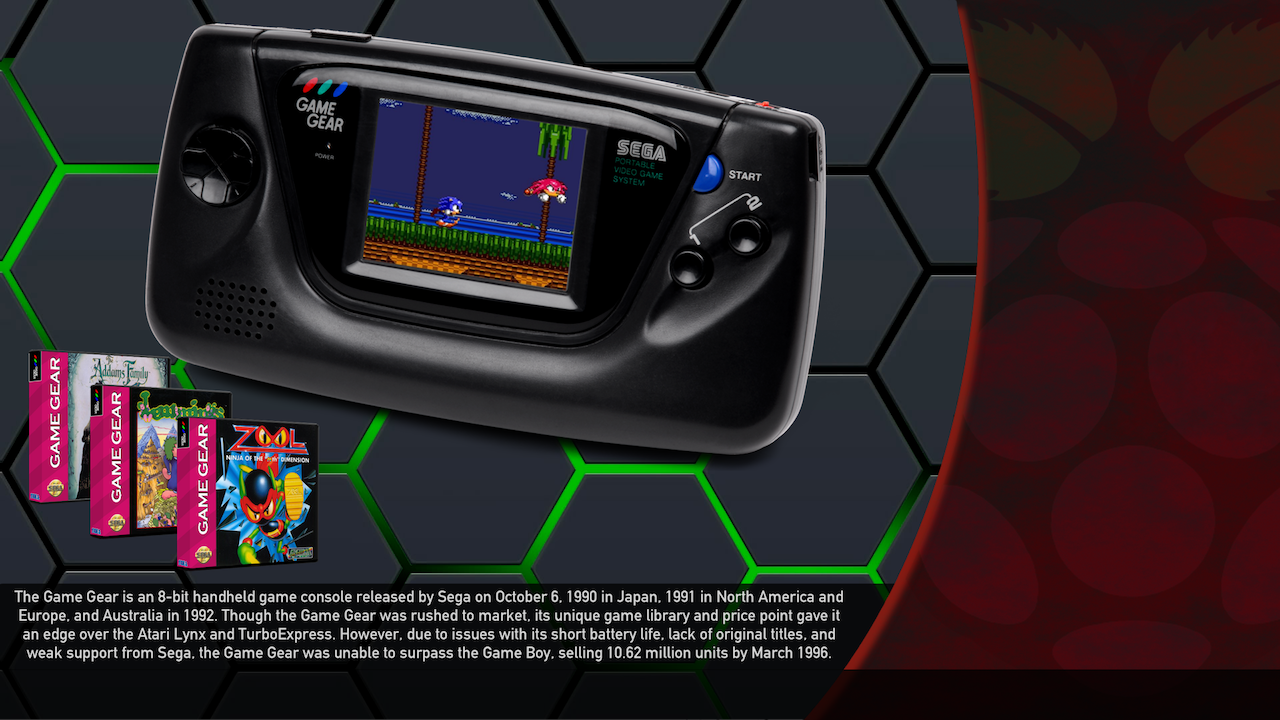 GAME
GEAR
POWER
SEGA
PORTABLE
VIDEO GAME
SYSTEM
START
2
1
GAME GEAR
Addams Family
GAME GEAR
Lemmings
GAME GEAR
ZOOL
NINJA OF THE "Nth" DIMENSION
SEGA
SEGA
The Game Gear is an 8-bit handheld game console released by Sega on October 6, 1990 in Japan, 1991 in North America and
Europe, and Australia in 1992. Though the Game Gear was rushed to market, its unique game library and price point gave it
an edge over the Atari Lynx and TurboExpress. However, due to issues with its short battery life, lack of original titles, and
weak support from Sega, the Game Gear was unable to surpass the Game Boy, selling 10.62 million units by March 1996.